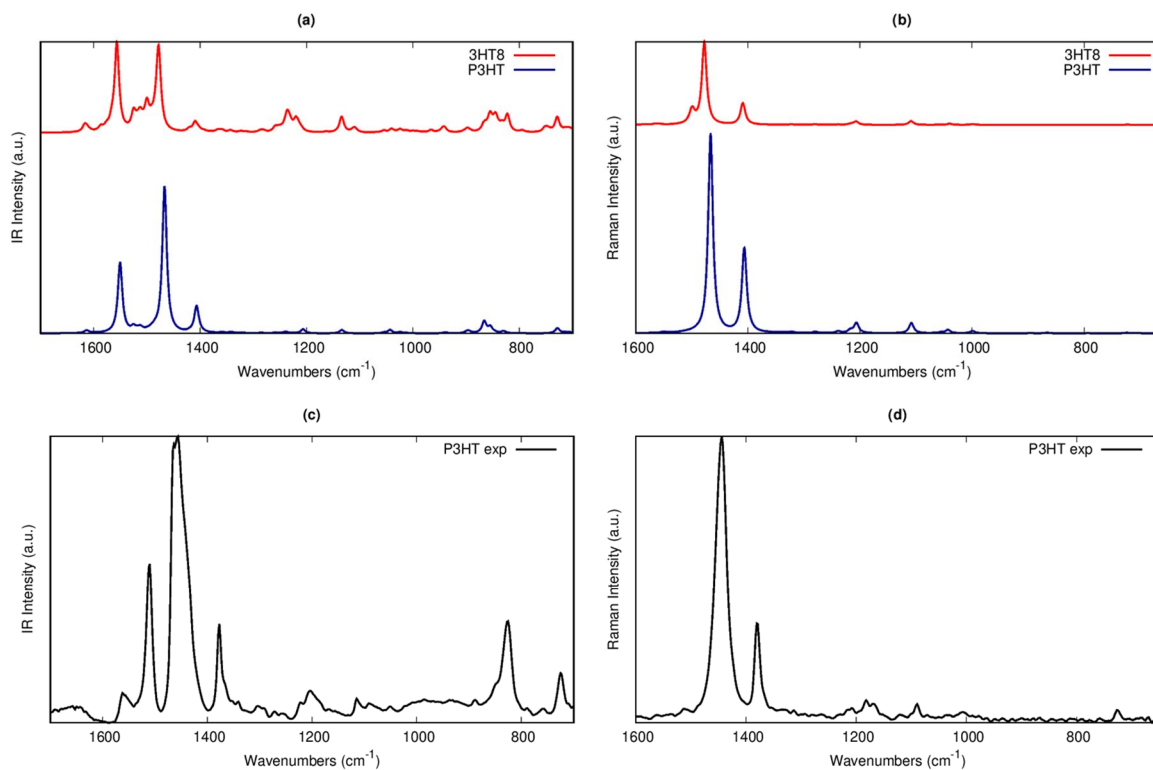 (a)
3HT8
P3HT
IR Intensity (a.u.)
1600 1400 1200 1000 800
Wavenumbers (cm-1)
(b)
3HT8
P3HT
Raman Intensity (a.u.)
1600 1400 1200 1000 800
Wavenumbers (cm-1)
(c)
P3HT exp
IR Intensity (a.u.)
1600 1400 1200 1000 800
Wavenumbers (cm-1)
(d)
P3HT exp
Raman Intensity (a.u.)
1600 1400 1200 1000 800
Wavenumbers (cm-1)